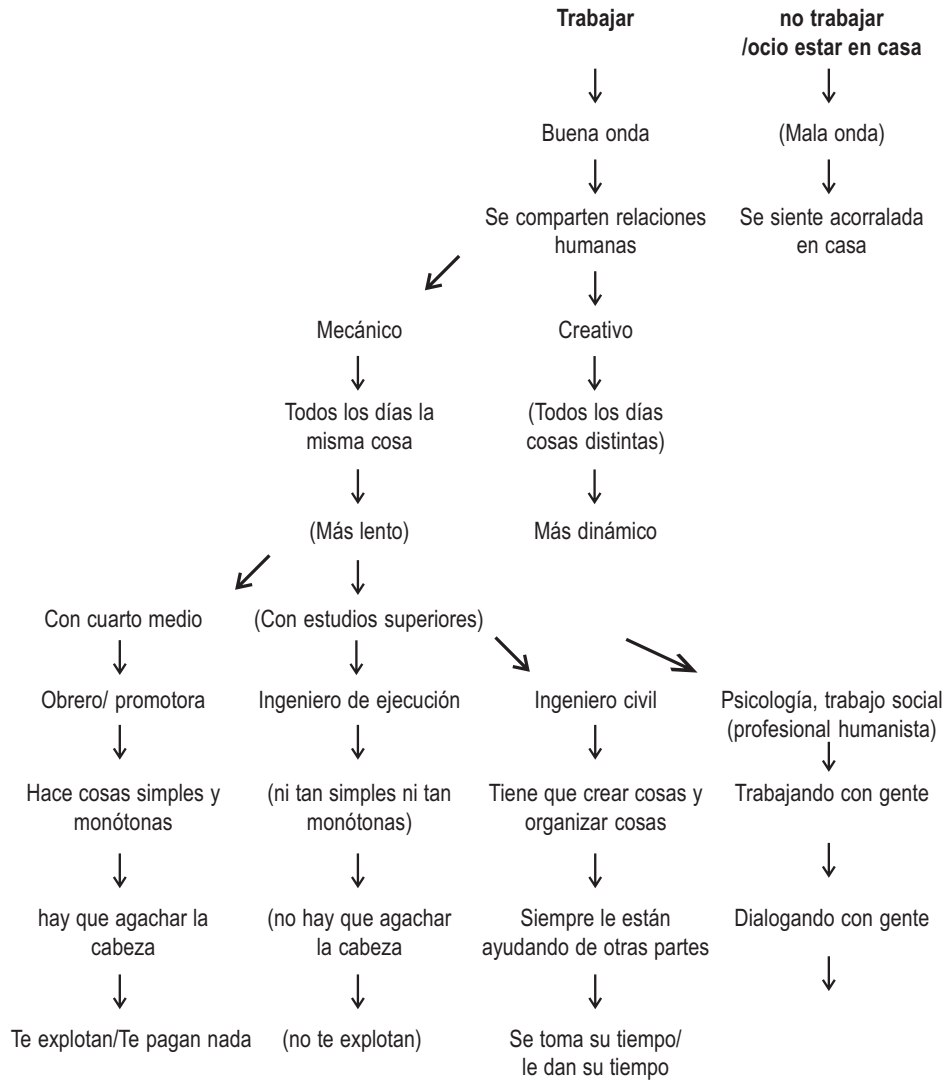 Trabajar
no trabajar
/ocio estar en casa
Buena onda
(Mala onda)
Se comparten relaciones
humanas
Se siente acorralada
en casa
Mecánico
Creativo
Todos los días la
misma cosa
(Todos los días
cosas distintas)
(Más lento)
Más dinámico
Con cuarto medio
(Con estudios superiores)
Obrero/ promotora
Ingeniero de ejecución
Ingeniero civil
Psicología, trabajo social
(profesional humanista)
Hace cosas simples y
monótonas
(ni tan simples ni tan
monótonas)
Tiene que crear cosas y
organizar cosas
Trabajando con gente
hay que agachar la
cabeza
(no hay que agachar
la cabeza
Siempre le están
ayudando de otras partes
Dialogando con gente
Te explotan/Te pagan nada
(no te explotan)
Se toma su tiempo/
le dan su tiempo